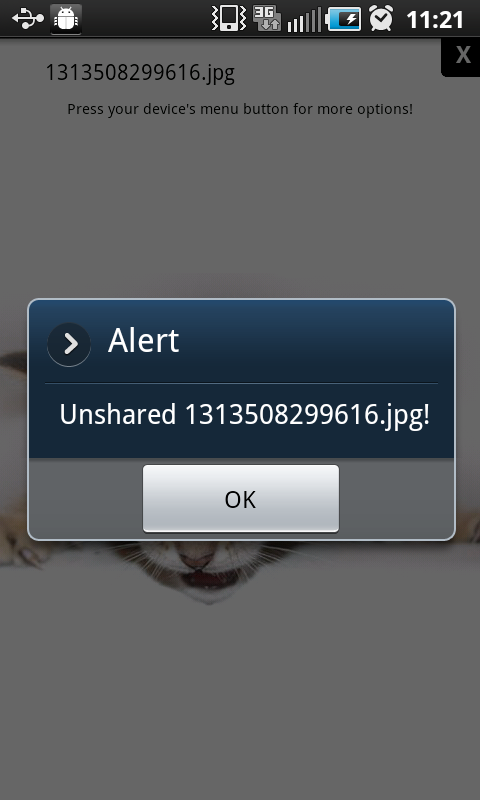 3G
11:21
X
1313508299616.jpg
Press your device's menu button for more options!
Alert
Unshared 1313508299616.jpg!
OK